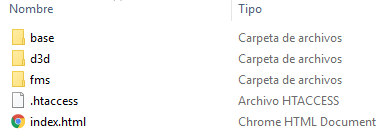 Nombre Tipo
base Carpeta de archivos
d3d Carpeta de archivos
fms Carpeta de archivos
.htaccess Archivo HTACCESS
index.html Chrome HTML Document